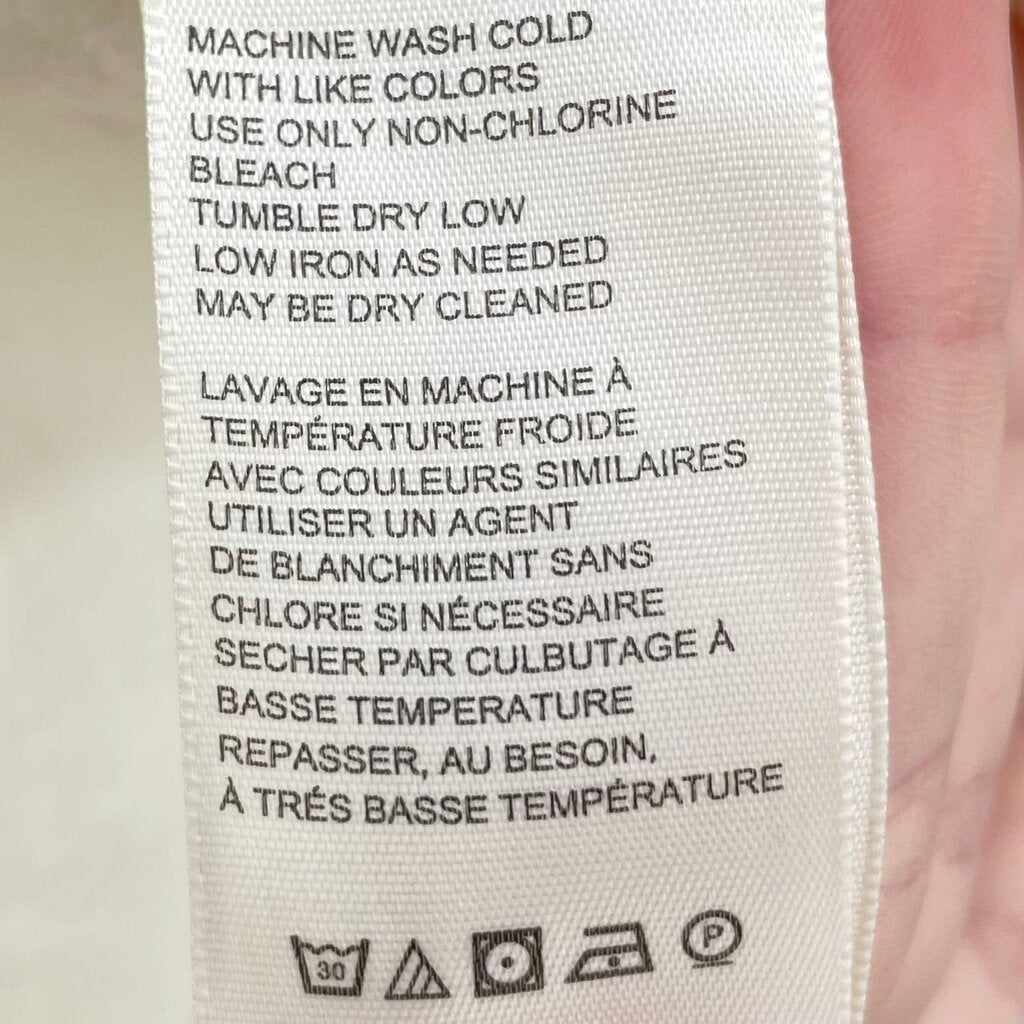 MACHINE WASH COLD
WITH LIKE COLORS
USE ONLY NON-CHLORINE
BLEACH
TUMBLE DRY LOW
LOW IRON AS NEEDED
MAY BE DRY CLEANED
LAVAGE EN MACHINE À
TEMPÉRATURE FROIDE
AVEC COULEURS SIMILAIRES
UTILISER UN AGENT
DE BLANCHIMENT SANS
CHLORE SI NÉCESSAIRE
SECHER PAR CULBUTAGE À
BASSE TEMPERATURE
REPASSER, AU BESOIN,
À TRÉS BASSE TEMPÉRATURE
30 P